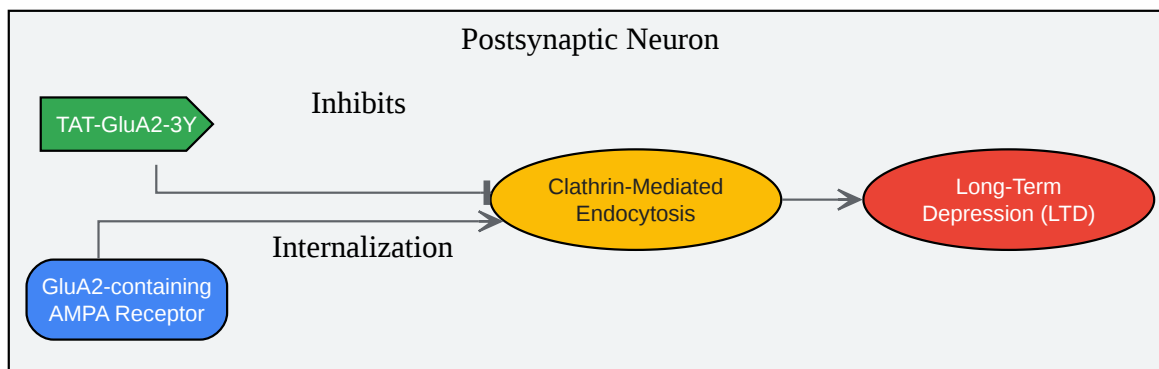 Postsynaptic Neuron
Inhibits
TAT-GluA2-3Y
Clathrin-Mediated
Endocytosis
Long-Term
Depression (LTD)
Internalization
GluA2-containing
AMPA Receptor